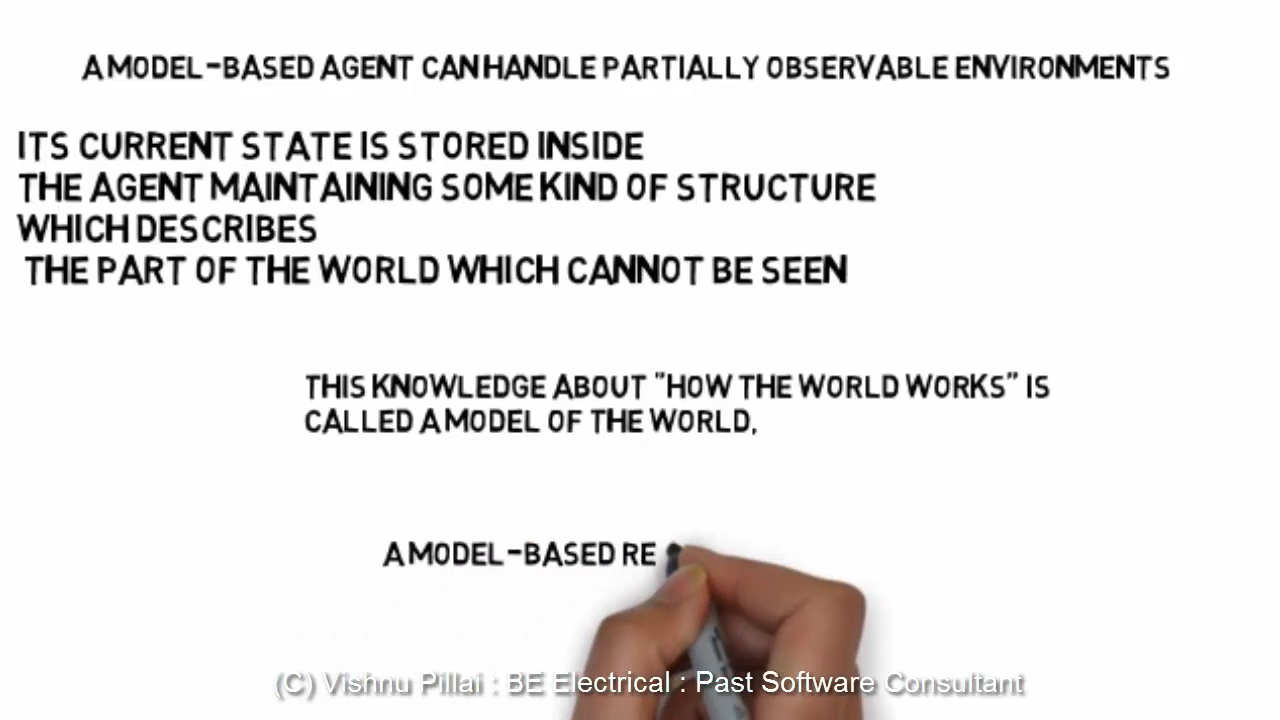 A MODEL-BASED AGENT CAN HANDLE PARTIALLY OBSERVABLE ENVIRONMENTS
ITS CURRENT STATE IS STORED INSIDE
THE AGENT MAINTAINING SOME KIND OF STRUCTURE
WHICH DESCRIBES
THE PART OF THE WORLD WHICH CANNOT BE SEEN
THIS KNOWLEDGE ABOUT "HOW THE WORLD WORKS" IS
CALLED A MODEL OF THE WORLD,
A MODEL-BASED RE
(C) Vishnu Pillai : BE Electrical : Past Software Consultant